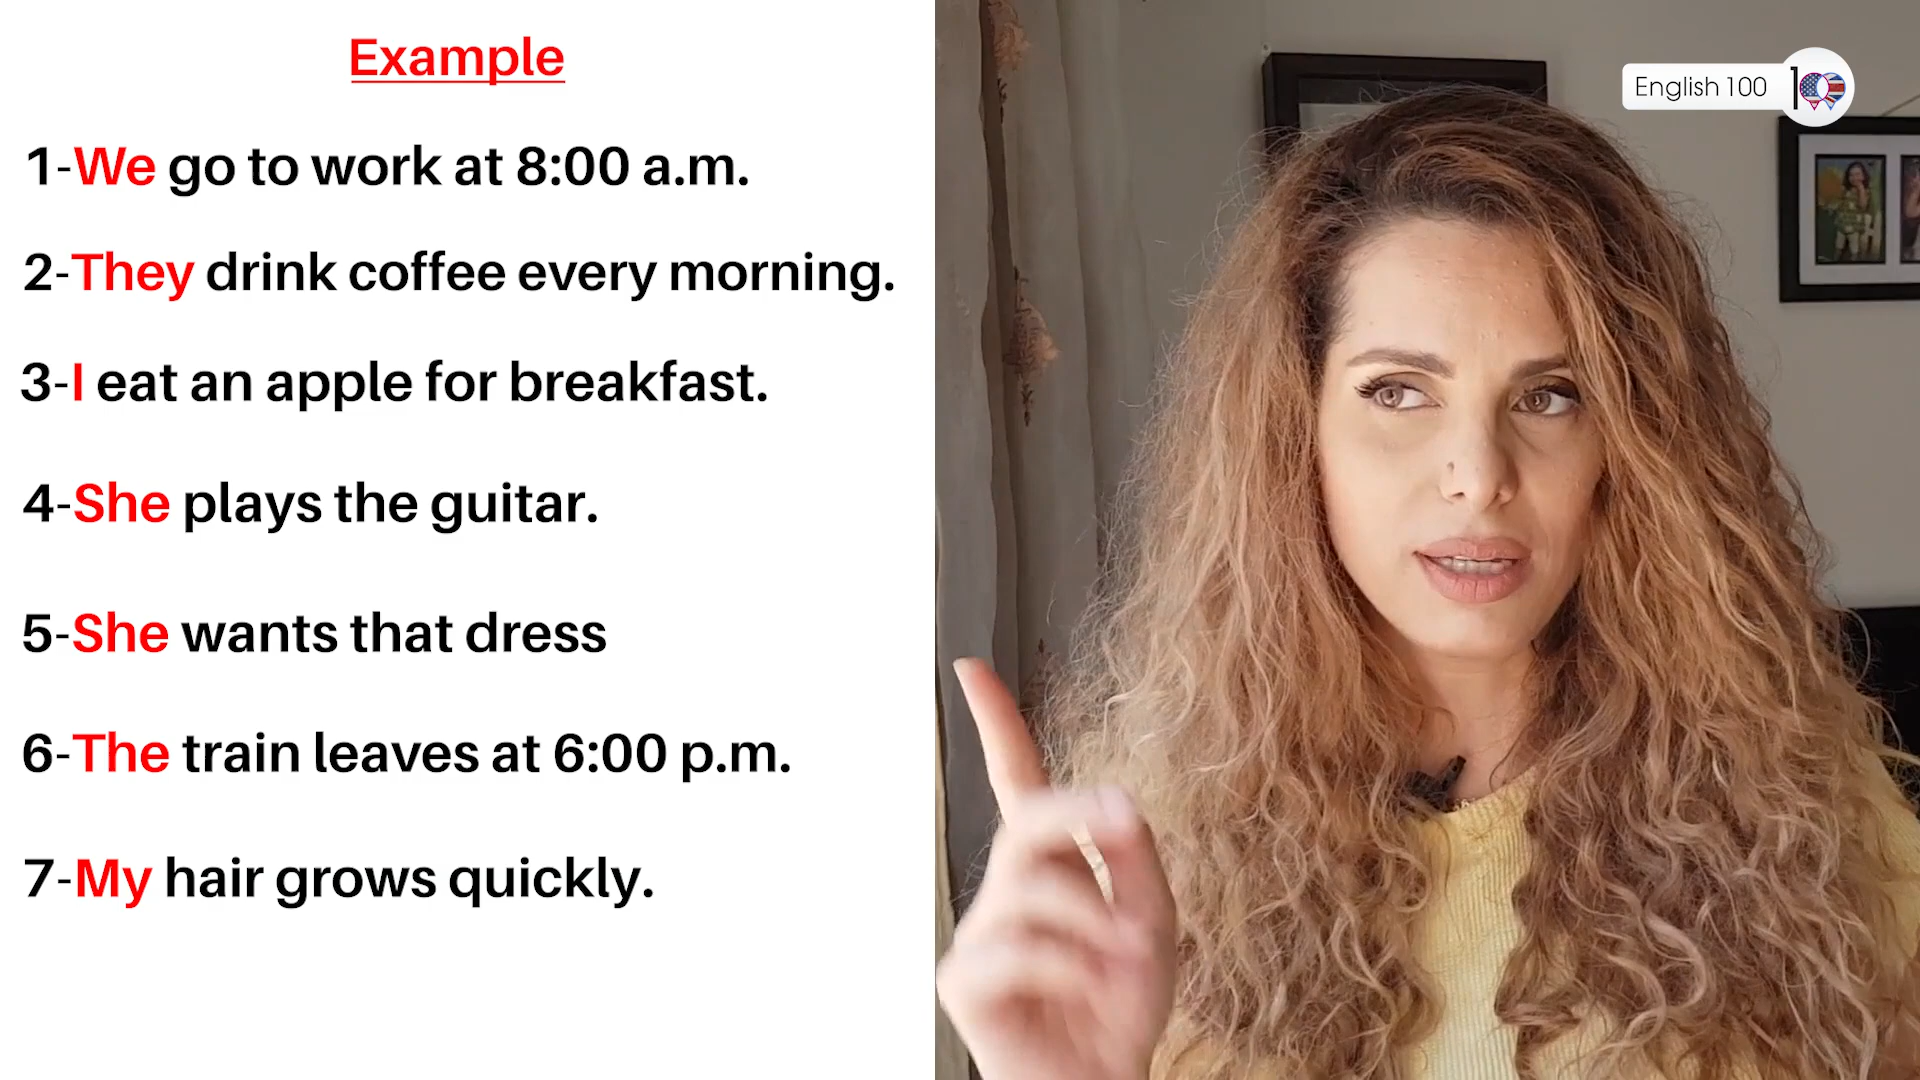 Example
1-We go to work at 8:00 a.m.
2-They drink coffee every morning.
3-I eat an apple for breakfast.
4-She plays the guitar.
5-She wants that dress
6-The train leaves at 6:00 p.m.
7-My hair grows quickly.
English 100
10